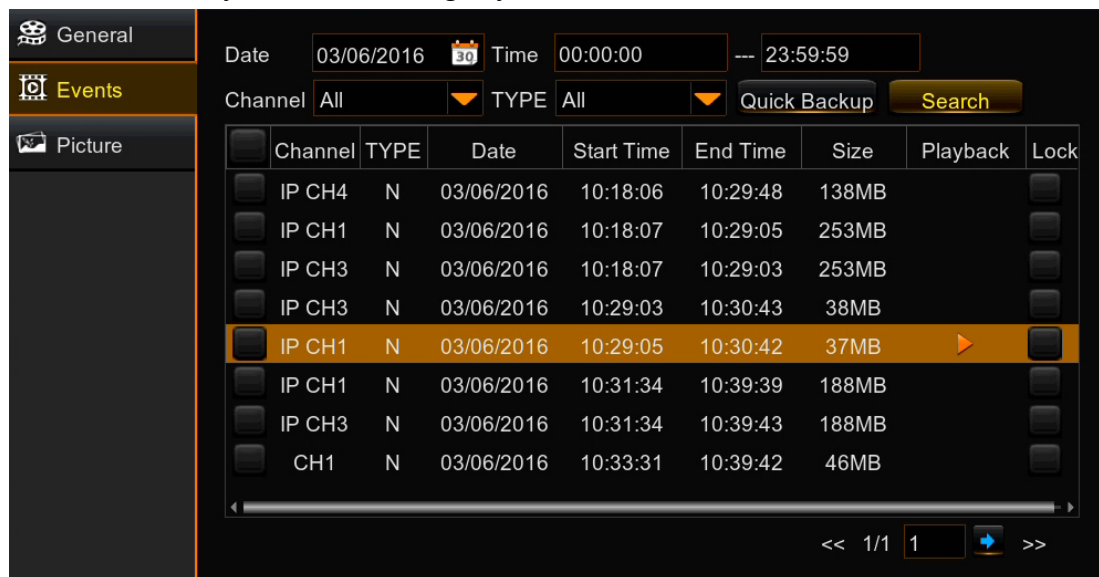 General
Events
Picture
Date 03/06/2016 30 Time 00:00:00 --- 23:59:59
Channel All TYPE All Quick Backup Search
Channel TYPE Date Start Time End Time Size Playback Lock
IP CH4 N 03/06/2016 10:18:06 10:29:48 138MB
IP CH1 N 03/06/2016 10:18:07 10:29:05 253MB
IP CH3 N 03/06/2016 10:18:07 10:29:03 253MB
IP CH3 N 03/06/2016 10:29:03 10:30:43 38MB
IP CH1 N 03/06/2016 10:29:05 10:30:42 37MB
IP CH1 N 03/06/2016 10:31:34 10:39:39 188MB
IP CH3 N 03/06/2016 10:31:34 10:39:43 188MB
CH1 N 03/06/2016 10:33:31 10:39:42 46MB
<< 1/1 1 >>